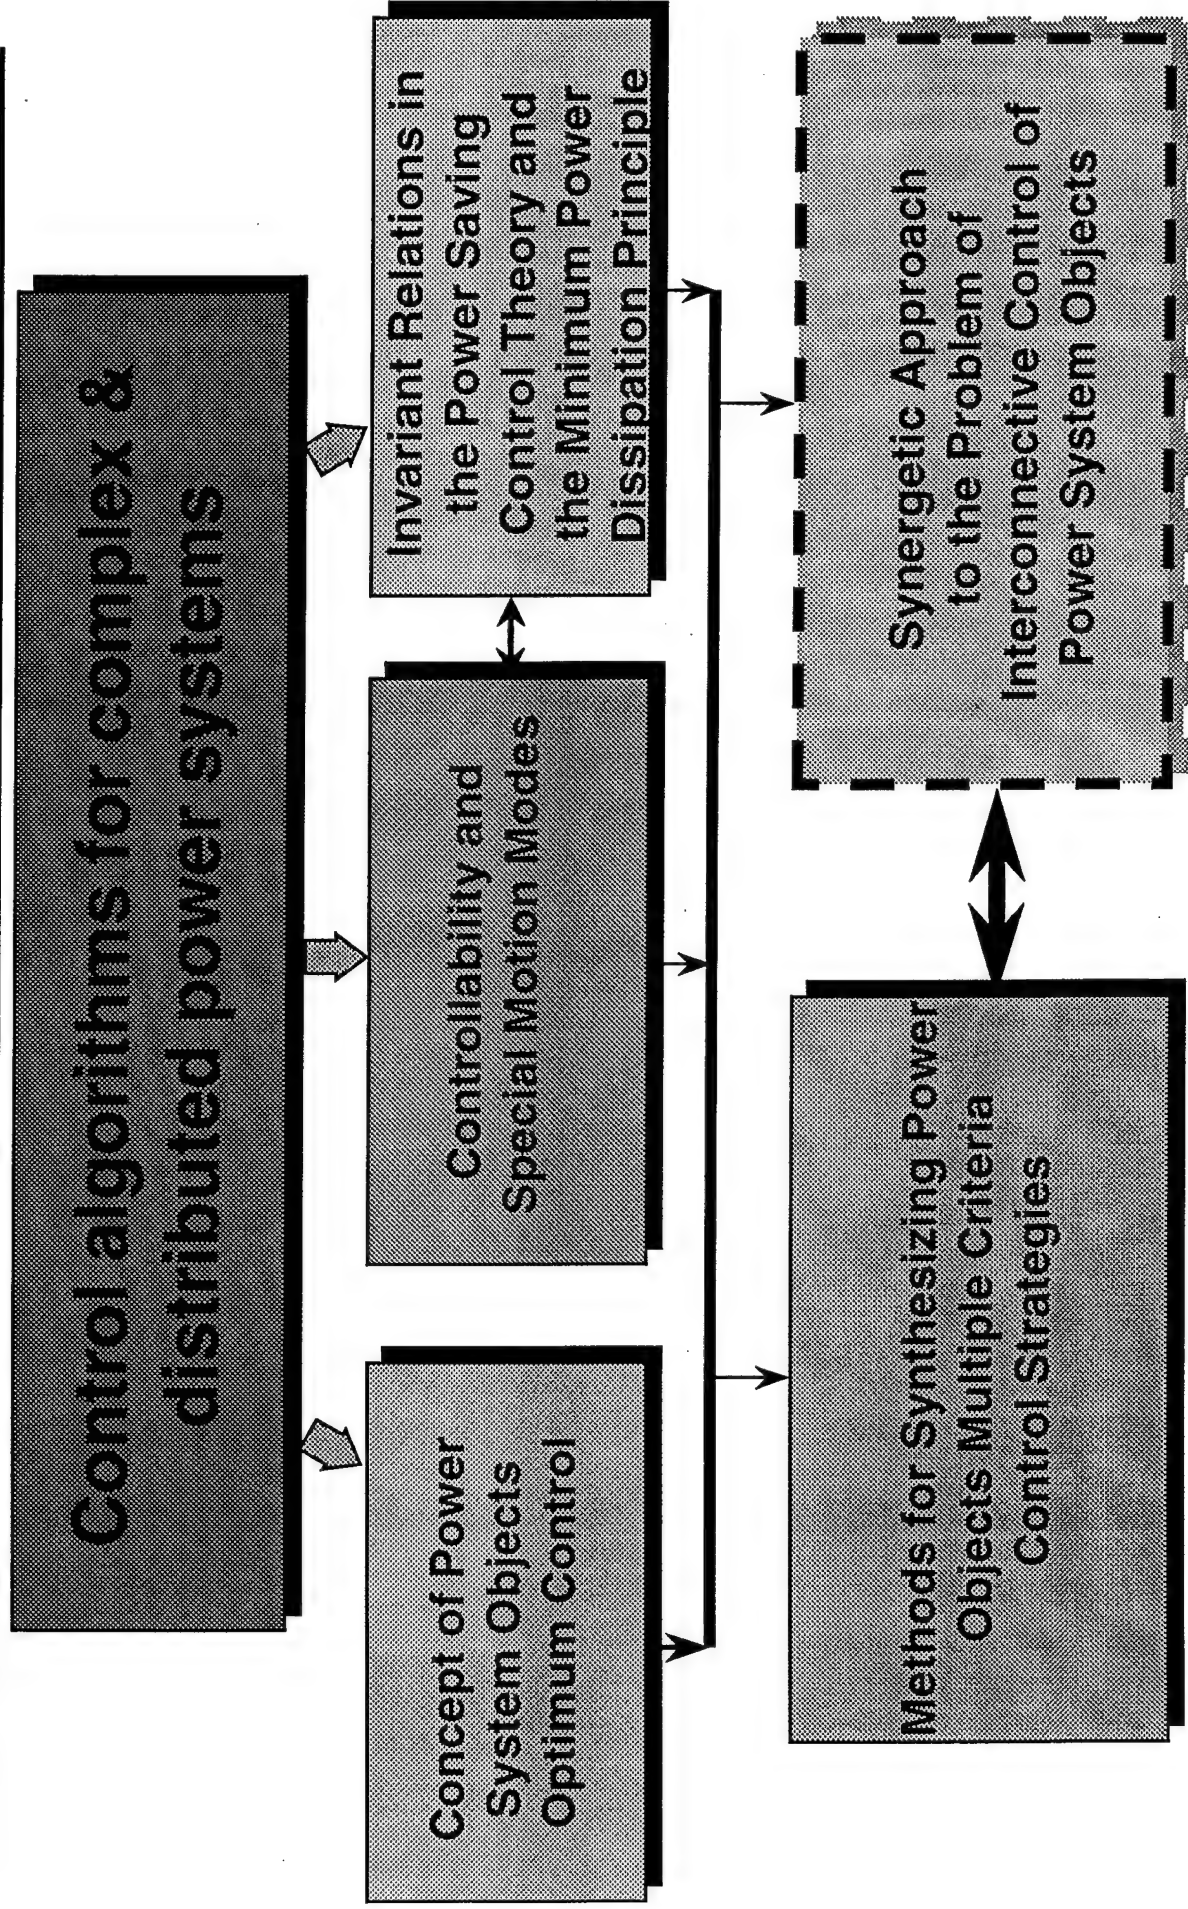 Control algorithms for complex &
distributed power systems
Concept of Power
System Objects
Optimum Control
Controllability and
Special Motion Modes
Invariant Relations in
the Power Saving
Control Theory and
the Minimum Power
Dissipation Principle
Methods for Synthesizing Power
Objects Multiple Criteria
Control Strategies
Synergetic Approach
to the Problem of
Interconnective Control of
Power System Objects